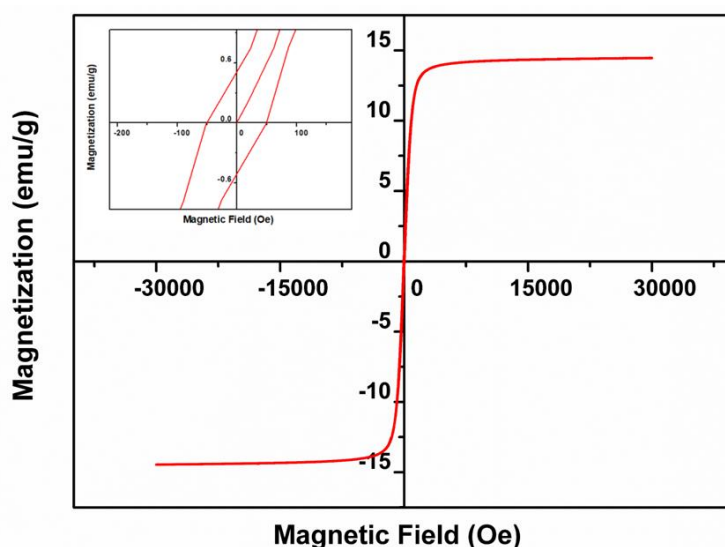 15
10
5
0
-5
-10
-15
-30000 -15000 0 15000 30000
Magnetization (emu/g)
Magnetic Field (Oe)
0.6
0.0
-0.6
-200 -100 0 100
Magnetization (emu/g)
Magnetic Field (Oe)